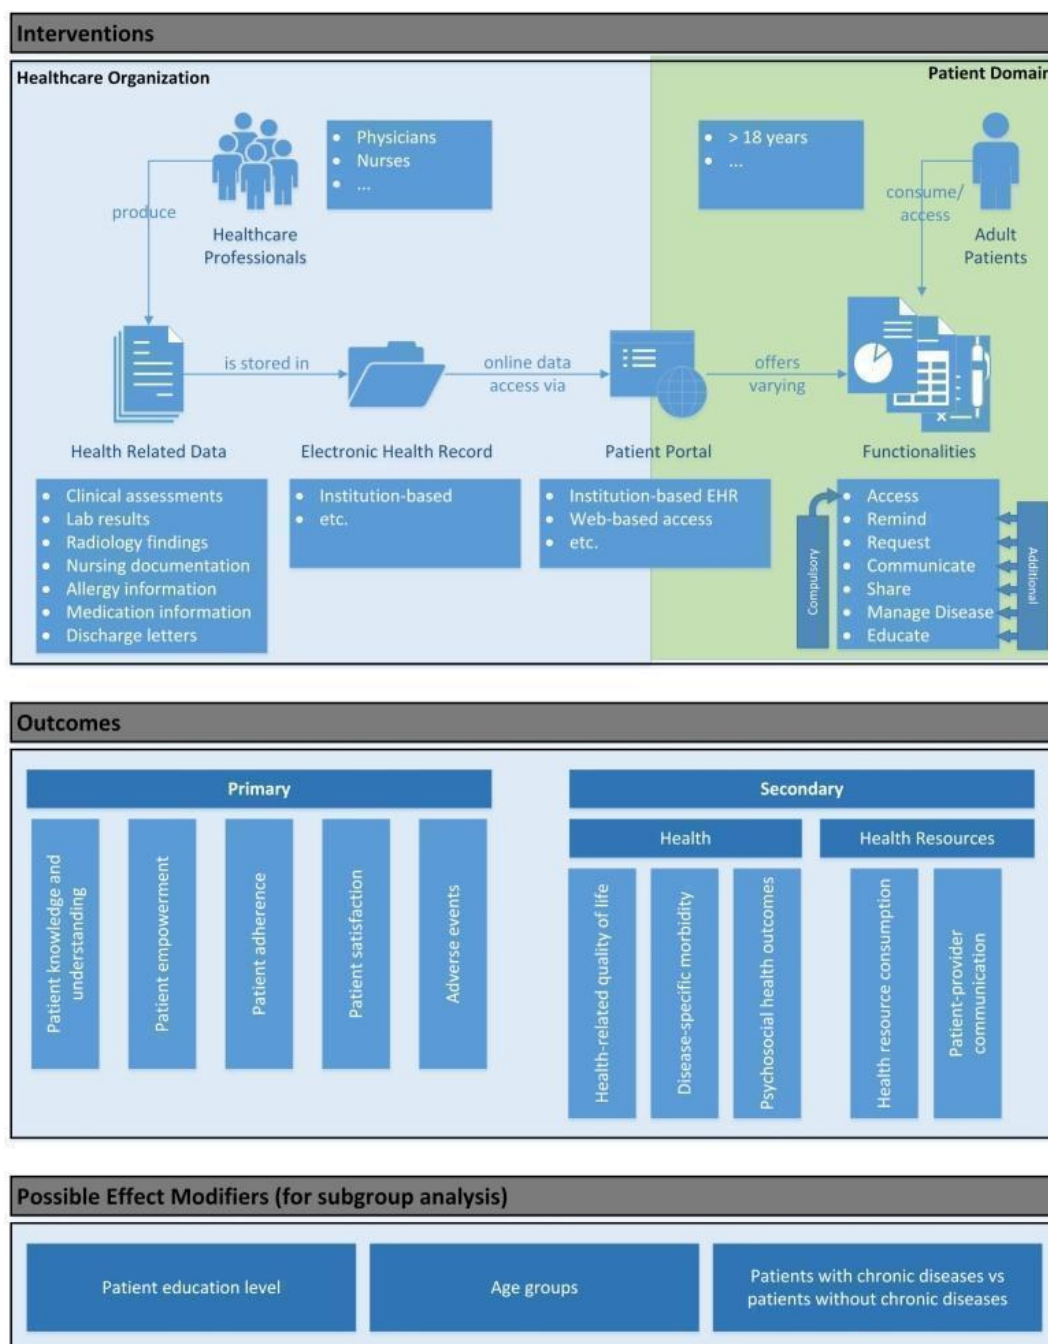 Interventions
Healthcare Organization
Patient Domain
Physicians
Nurses
...
> 18 years
...
produce
consume/
access
Healthcare
Professionals
Adult
Patients
is stored in
online data
access via
offers
varying
Health Related Data
Electronic Health Record
Patient Portal
Functionalities
Clinical assessments
Lab results
Radiology findings
Nursing documentation
Allergy information
Medication information
Discharge letters
Institution-based
etc.
Institution-based EHR
Web-based access
etc.
Compulsory
Access
Remind
Request
Communicate
Share
Manage Disease
Educate
Additional
Outcomes
Primary
Patient knowledge and
understanding
Patient empowerment
Patient adherence
Patient satisfaction
Adverse events
Secondary
Health
Health Resources
Health-related quality of life
Disease-specific morbidity
Psychosocial health outcomes
Health resource consumption
Patient-provider
communication
Possible Effect Modifiers (for subgroup analysis)
Patient education level
Age groups
Patients with chronic diseases vs
patients without chronic diseases